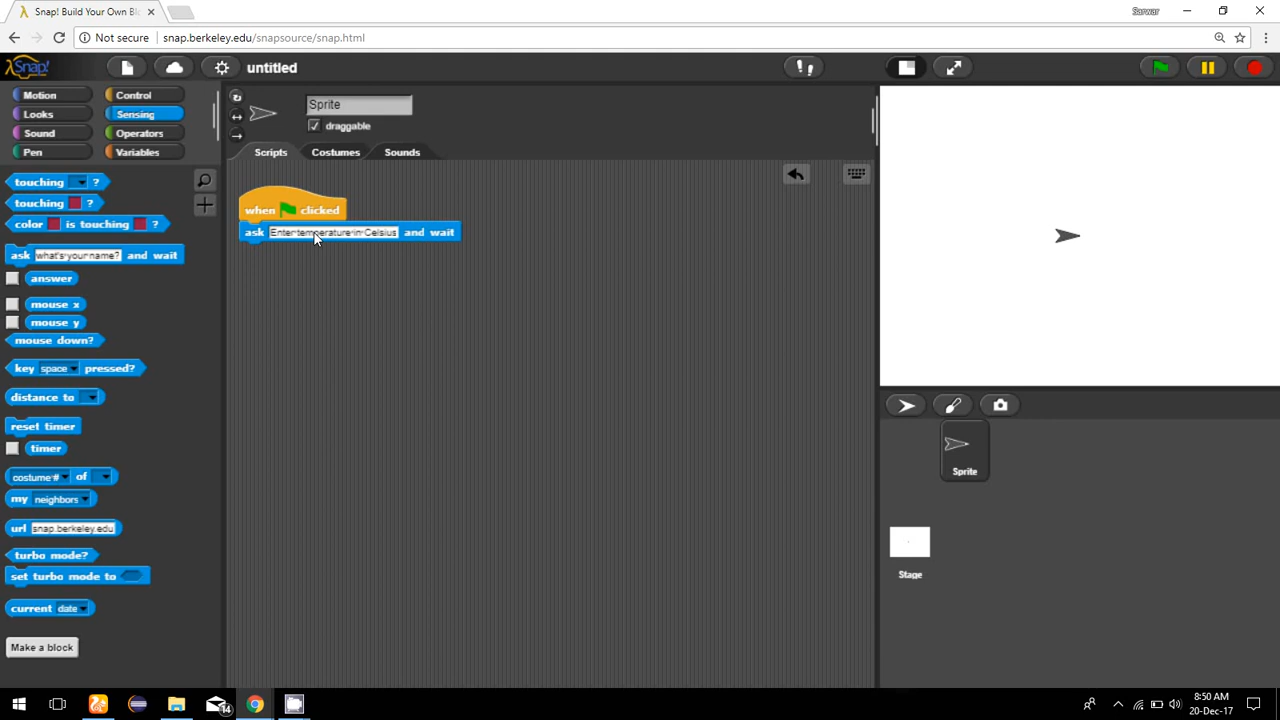 Snap! Build Your Own Bl
Sarwar
Not secure
snap.berkeley.edu/snapsource/snap.html
Snap!
untitled
Motion
Control
Looks
Sensing
Sound
Operators
Pen
Variables
Sprite
draggable
Scripts
Costumes
Sounds
touching ?
touching ?
color is touching ?
ask what's your name? and wait
answer
mouse x
mouse y
mouse down?
key space pressed?
distance to
reset timer
timer
costume # of
my neighbors
url snap.berkeley.edu
turbo mode?
set turbo mode to
current date
Make a block
when clicked
ask Enter temperature in Celsius and wait
Sprite
Stage
14
8:50 AM
20-Dec-17